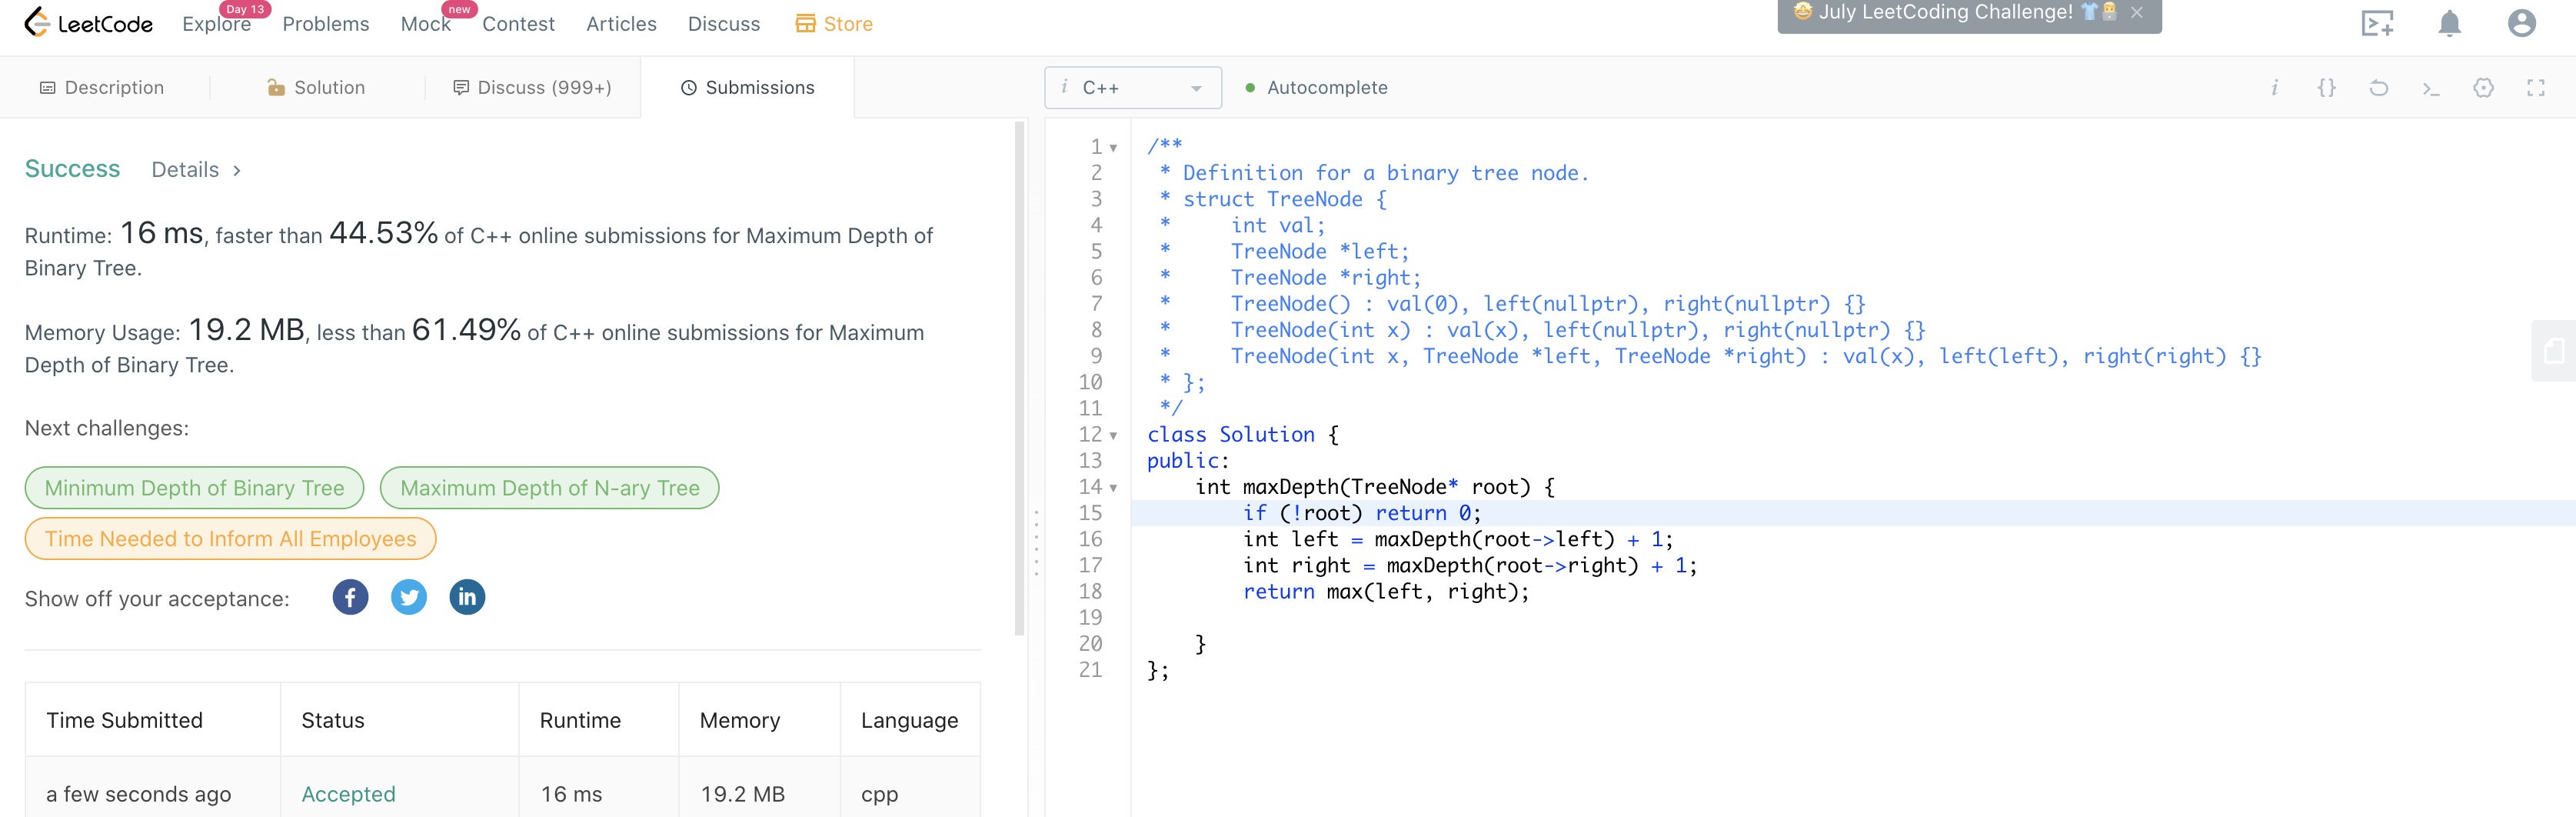 LeetCode
Day 13
Explore
Problems
new
Mock
Contest
Articles
Discuss
Store
🤩 July LeetCoding Challenge! 👕 ×
Description
Solution
Discuss (999+)
Submissions
i C++
Autocomplete
Success Details >
Runtime: 16 ms, faster than 44.53% of C++ online submissions for Maximum Depth of
Binary Tree.
Memory Usage: 19.2 MB, less than 61.49% of C++ online submissions for Maximum
Depth of Binary Tree.
Next challenges:
Minimum Depth of Binary Tree
Maximum Depth of N-ary Tree
Time Needed to Inform All Employees
Show off your acceptance:
Time Submitted Status Runtime Memory Language
a few seconds ago Accepted 16 ms 19.2 MB cpp
1 /**
2  * Definition for a binary tree node.
3  * struct TreeNode {
4  *     int val;
5  *     TreeNode *left;
6  *     TreeNode *right;
7  *     TreeNode() : val(0), left(nullptr), right(nullptr) {}
8  *     TreeNode(int x) : val(x), left(nullptr), right(nullptr) {}
9  *     TreeNode(int x, TreeNode *left, TreeNode *right) : val(x), left(left), right(right) {}
10  * };
11  */
12 class Solution {
13 public:
14     int maxDepth(TreeNode* root) {
15         if (!root) return 0;
16         int left = maxDepth(root->left) + 1;
17         int right = maxDepth(root->right) + 1;
18         return max(left, right);
19
20     }
21 };